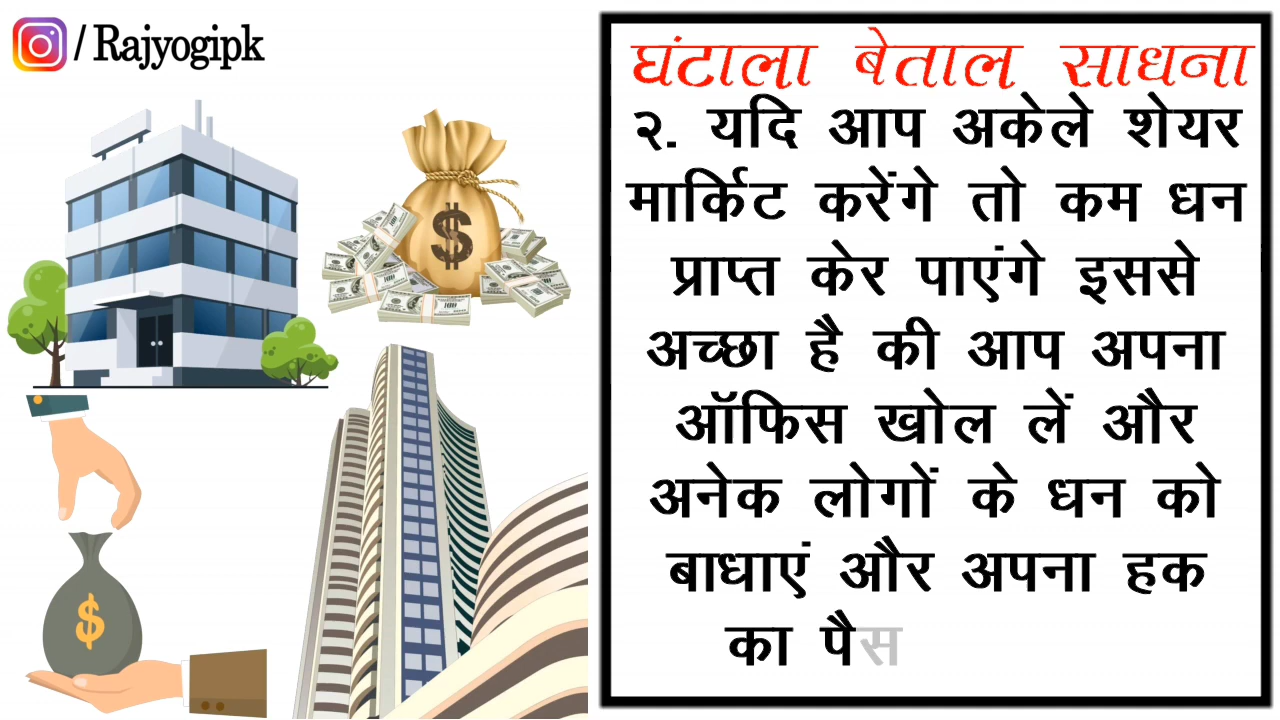 / Rajyogipk
घंटाला बेताल साधना
२. यदि आप अकेले शेयर
मार्किट करेंगे तो कम धन
प्राप्त केर पाएंगे इससे
अच्छा है की आप अपना
ऑफिस खोल लें और
अनेक लोगों के धन को
बाधाएं और अपना हक
का पैस
$
100
$